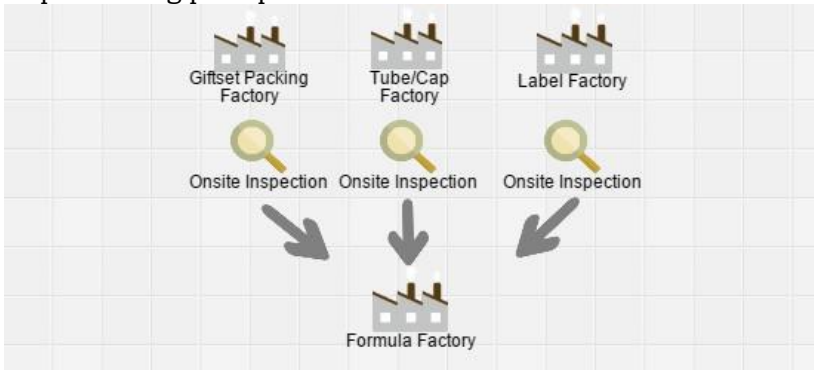 Giftset Packing
Factory
Tube/Cap
Factory
Label Factory
Onsite Inspection
Onsite Inspection
Onsite Inspection
Formula Factory